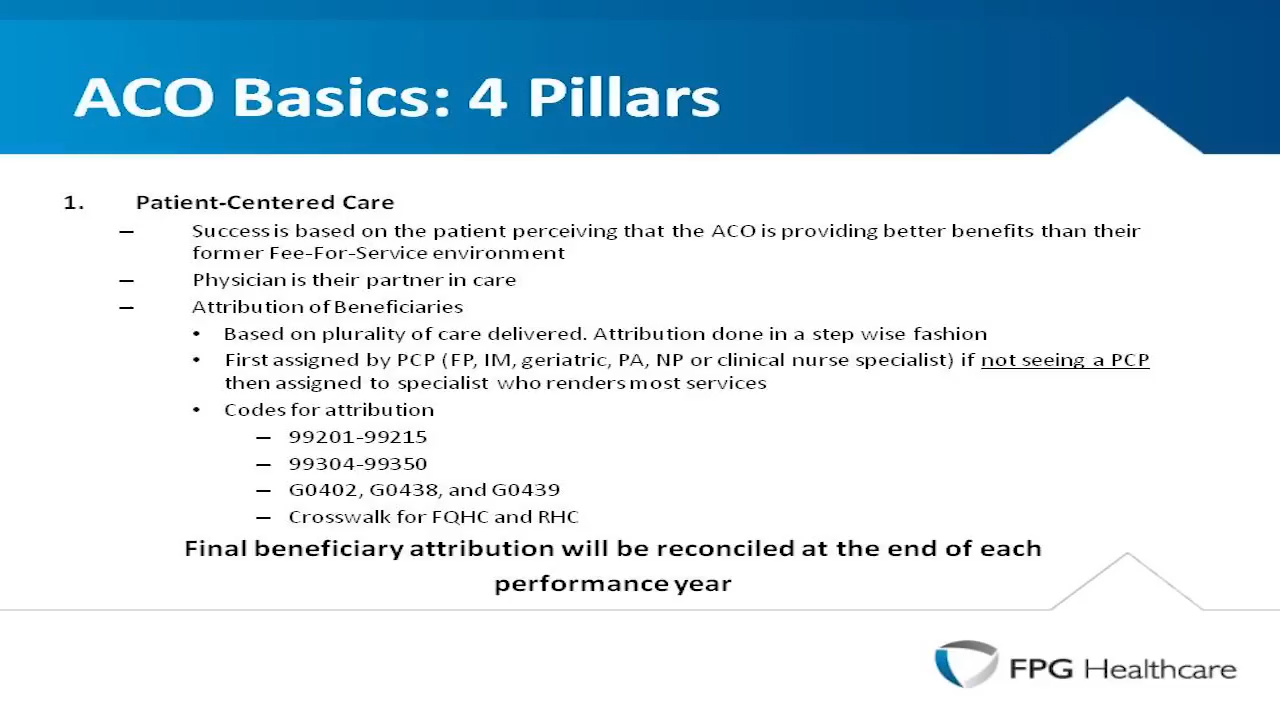 ACO Basics: 4 Pillars
1. Patient-Centered Care
– Success is based on the patient perceiving that the ACO is providing better benefits than their
former Fee-For-Service environment
– Physician is their partner in care
– Attribution of Beneficiaries
• Based on plurality of care delivered. Attribution done in a step wise fashion
• First assigned by PCP (FP, IM, geriatric, PA, NP or clinical nurse specialist) if not seeing a PCP
then assigned to specialist who renders most services
• Codes for attribution
– 99201-99215
– 99304-99350
– G0402, G0438, and G0439
– Crosswalk for FQHC and RHC
Final beneficiary attribution will be reconciled at the end of each
performance year
FPG Healthcare